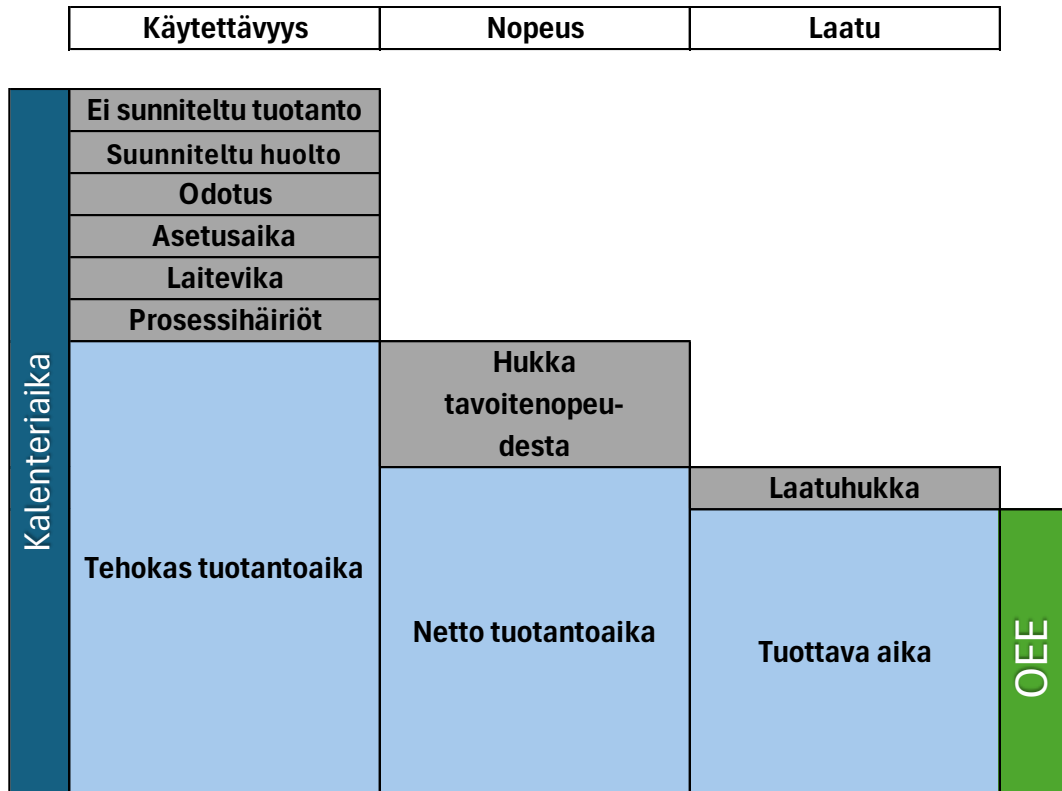 Käytettävyys
Nopeus
Laatu
Ei sunniteltu tuotanto
Suunniteltu huolto
Odotus
Asetusaika
Laitevika
Prosessihäiriöt
Kalenteriaika
Hukka
tavoitenopeu-
desta
Laatuhukka
Tehokas tuotantoaika
Netto tuotantoaika
Tuottava aika
OEE